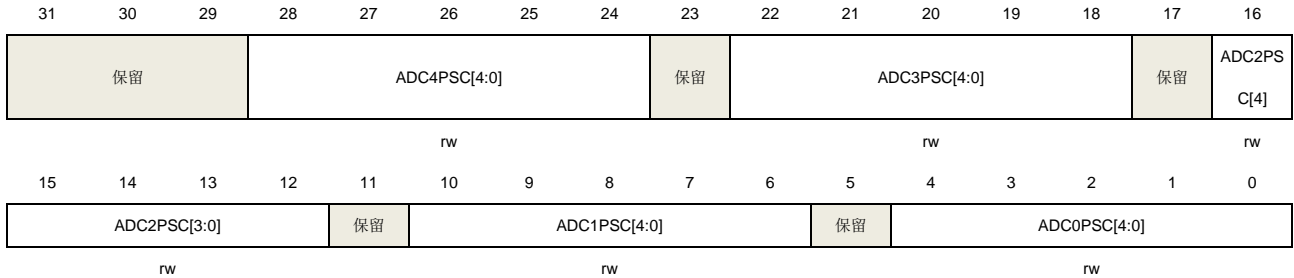 31 30 29 28 27 26 25 24 23 22 21 20 19 18 17 16
保留 ADC4PSC[4:0] 保留 ADC3PSC[4:0] 保留 ADC2PS
C[4]
rw rw rw
15 14 13 12 11 10 9 8 7 6 5 4 3 2 1 0
ADC2PSC[3:0] 保留 ADC1PSC[4:0] 保留 ADC0PSC[4:0]
rw rw rw